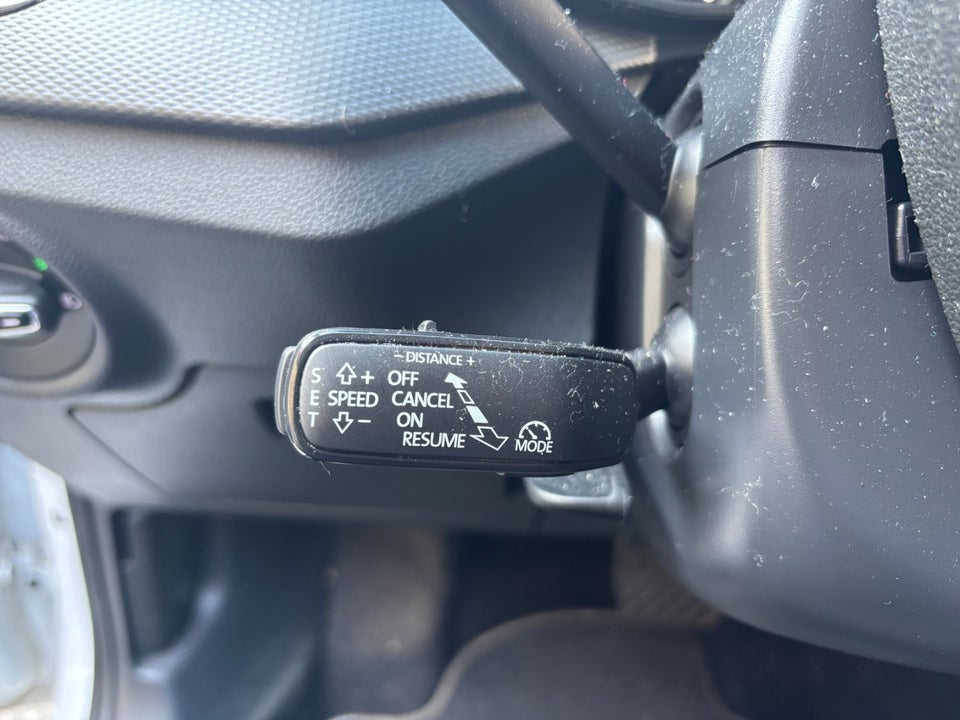 − DISTANCE +
S + OFF
E SPEED CANCEL
T − ON
RESUME MODE